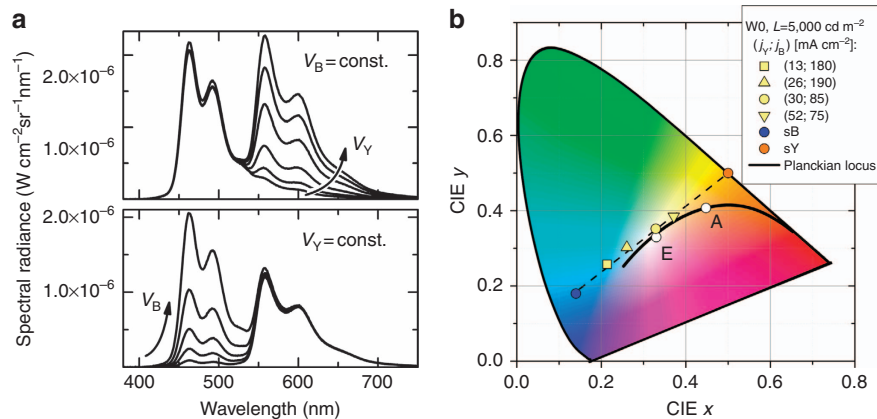 a
2.0×10⁻⁶
V_B = const.
1.0×10⁻⁶
V_Y
Spectral radiance (W cm⁻²sr⁻¹nm⁻¹)
2.0×10⁻⁶
V_Y = const.
V_B
1.0×10⁻⁶
400 500 600 700
Wavelength (nm)
b
W0, L=5,000 cd m⁻²
(j_Y; j_B) [mA cm⁻²]:
(13; 180)
(26; 190)
(30; 85)
(52; 75)
sB
sY
Planckian locus
0.8
0.6
0.4
0.2
0.0
CIE y
E
A
0.0 0.2 0.4 0.6 0.8
CIE x